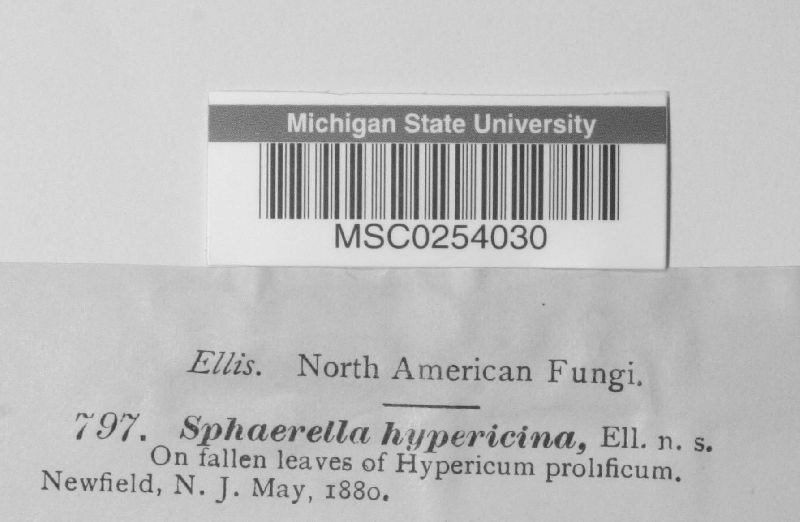 Michigan State University
MSC0254030
Ellis. North American Fungi.
797. Sphaerella hypericina, Ell. n. s.
On fallen leaves of Hypericum prolificum.
Newfield, N. J. May, 1880.